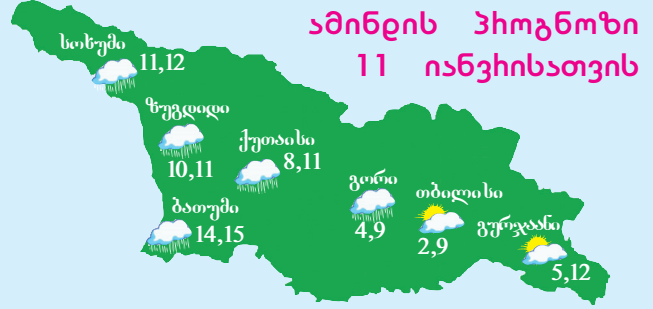 ამინდის პროგნოზი
11 იანვრისათვის
სოხუმი
11,12
ზუგდიდი
10,11
ქუთაისი
8,11
ბათუმი
14,15
გორი
4,9
თბილისი
2,9
გურჯაანი
5,12